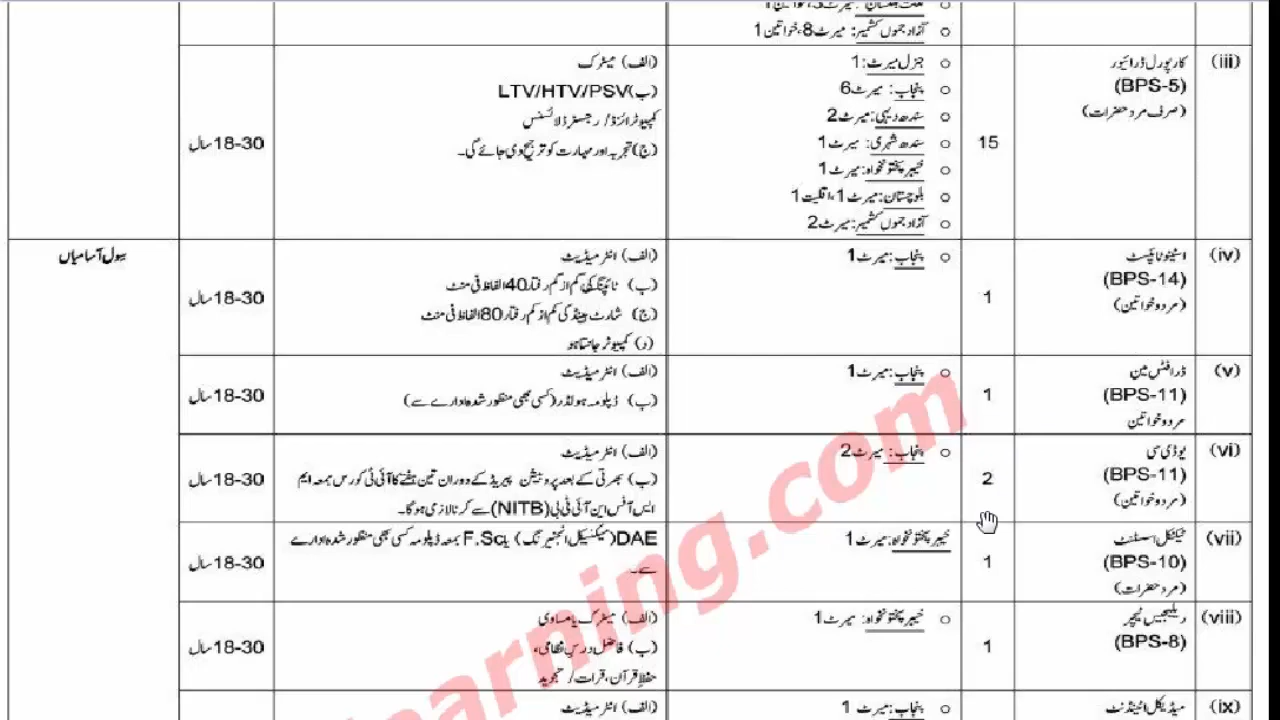 آزاد جموں کشمیر: میرٹ 8، خواتین 1
(iii)
کارپورل ڈرائیور
(BPS-5)
(صرف مرد حضرات)
15
جنرل میرٹ: 1
پنجاب: میرٹ 6
سندھ دیہی: میرٹ 2
سندھ شہری: میرٹ 1
خیبر پختونخواہ: میرٹ 1
بلوچستان: میرٹ 1، اقلیت 1
آزاد جموں کشمیر: میرٹ 2
(الف) میٹرک
(ب) LTV/HTV/PSV
کمپیوٹرائزڈ/ رجسٹرڈ لائسنس
(ج) تجربہ اور مہارت کو ترجیح دی جائے گی۔
18-30 سال
سول آسامیاں
(iv)
اسٹینوٹائپسٹ
(BPS-14)
(مرد و خواتین)
1
پنجاب: میرٹ 1
(الف) انٹرمیڈیٹ
(ب) ٹائپنگ کی کم از کم رفتار 40 الفاظ فی منٹ
(ج) شارٹ ہینڈ کی کم از کم رفتار 80 الفاظ فی منٹ
(د) کمپیوٹر جانتا ہو
18-30 سال
(v)
ڈرافٹس مین
(BPS-11)
مرد و خواتین)
1
پنجاب: میرٹ 1
(الف) انٹرمیڈیٹ
(ب) ڈپلومہ ہولڈر (کسی بھی منظور شدہ ادارے سے)
18-30 سال
(vi)
یو ڈی سی
(BPS-11)
(مرد و خواتین)
2
پنجاب: میرٹ 2
(الف) انٹرمیڈیٹ
(ب) بھرتی کے بعد پروبیشن پیریڈ کے دوران تین ہفتے کا آئی ٹی کورس بمعہ ایم
ایس آفس این آئی ٹی بی (NITB) سے کرنا لازمی ہوگا۔
18-30 سال
(vii)
ٹیکنیکل اسسٹنٹ
(BPS-10)
(مرد حضرات)
1
خیبر پختونخواہ: میرٹ 1
DAE (میکینیکل انجنیرنگ) یا F.Sc بمعہ ڈپلومہ کسی بھی منظور شدہ ادارے
سے۔
18-30 سال
(viii)
ریلیجیس ٹیچر
(BPS-8)
1
خیبر پختونخواہ: میرٹ 1
(الف) میٹرک یا مساوی
(ب) فاضل درس نظامی،
حفظ قرآن، قرات/ تجوید
18-30 سال
(ix)
میڈیکل اٹینڈنٹ
پنجاب: میرٹ 1
(الف) انٹرمیڈیٹ
earning.com